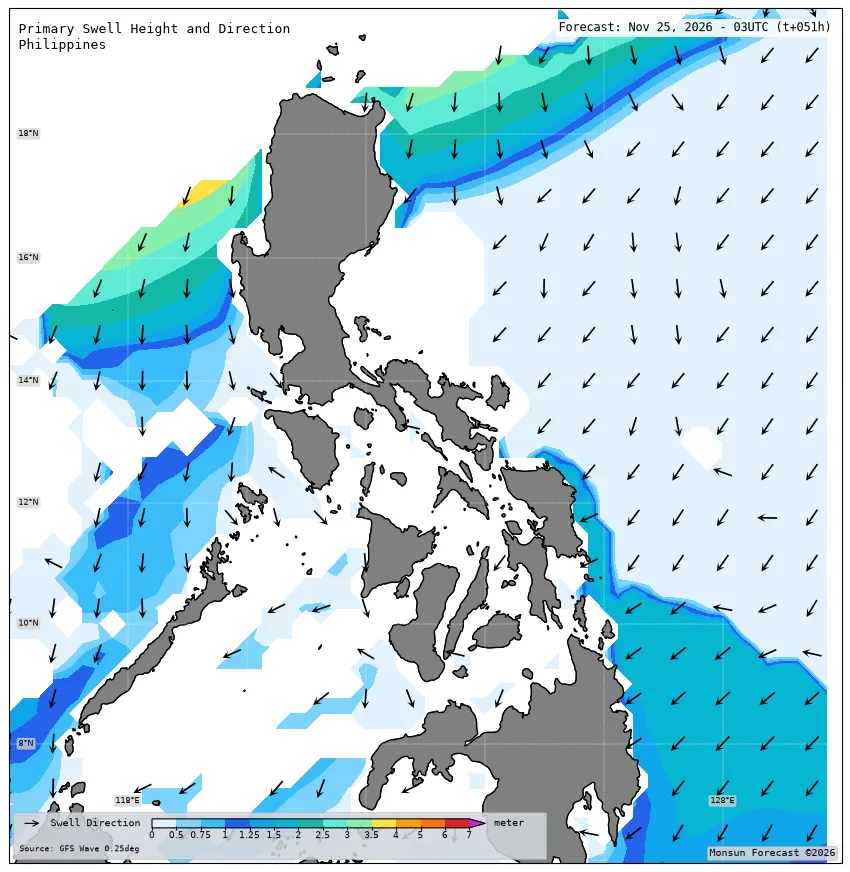 Primary Swell Height and Direction
Philippines
Forecast: Nov 25, 2026 - 03UTC (t+051h)
18°N
16°N
14°N
12°N
10°N
8°N
118°E
128°E
Swell Direction
0 0.5 0.75 1 1.25 1.5 2 2.5 3 3.5 4 5 6 7
meter
Source: GFS Wave 0.25deg
Monsun Forecast ©2026